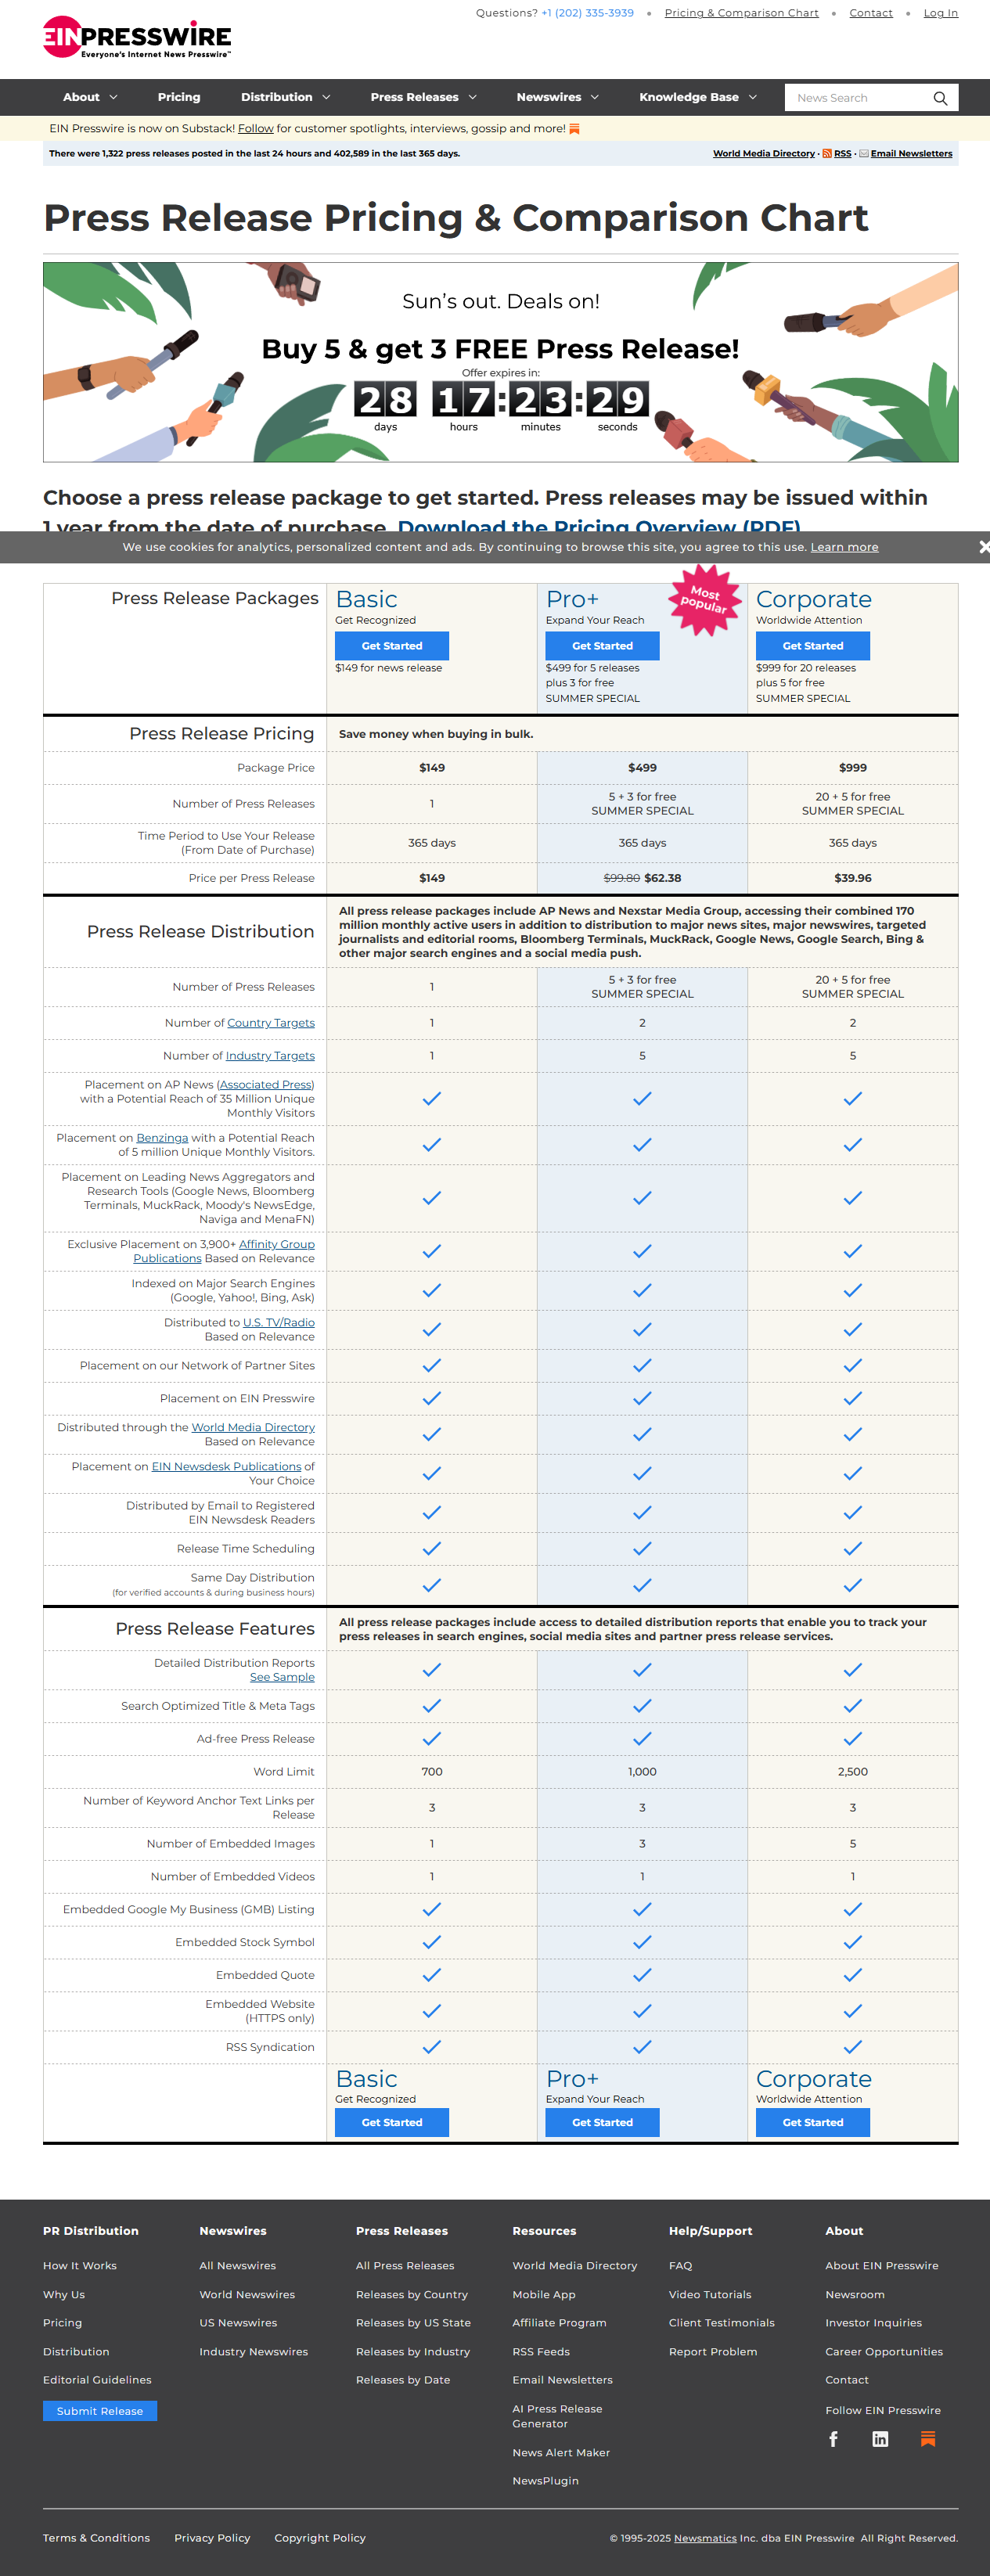 Questions? +1 (202) 335-3939 • Pricing & Comparison Chart • Contact • Log In
EINPRESSWIRE
Everyone's Internet News Presswire™
About Pricing Distribution Press Releases Newswires Knowledge Base News Search
EIN Presswire is now on Substack! Follow for customer spotlights, interviews, gossip and more!
There were 1,322 press releases posted in the last 24 hours and 402,589 in the last 365 days. World Media Directory · RSS · Email Newsletters
Press Release Pricing & Comparison Chart
Sun's out. Deals on!
Buy 5 & get 3 FREE Press Release!
Offer expires in:
28 17:23:29
days hours minutes seconds
Choose a press release package to get started. Press releases may be issued within
1 year from the date of purchase. Download the Pricing Overview (PDF)
We use cookies for analytics, personalized content and ads. By continuing to browse this site, you agree to this use. Learn more
Press Release Packages Basic Pro+ Corporate
Most
popular
Get Recognized Expand Your Reach Worldwide Attention
Get Started Get Started Get Started
$149 for news release $499 for 5 releases $999 for 20 releases
plus 3 for free plus 5 for free
SUMMER SPECIAL SUMMER SPECIAL
Press Release Pricing Save money when buying in bulk.
Package Price $149 $499 $999
Number of Press Releases 1 5 + 3 for free 20 + 5 for free
SUMMER SPECIAL SUMMER SPECIAL
Time Period to Use Your Release
(From Date of Purchase) 365 days 365 days 365 days
Price per Press Release $149 $99.80 $62.38 $39.96
Press Release Distribution
All press release packages include AP News and Nexstar Media Group, accessing their combined 170
million monthly active users in addition to distribution to major news sites, major newswires, targeted
journalists and editorial rooms, Bloomberg Terminals, MuckRack, Google News, Google Search, Bing &
other major search engines and a social media push.
Number of Press Releases 1 5 + 3 for free 20 + 5 for free
SUMMER SPECIAL SUMMER SPECIAL
Number of Country Targets 1 2 2
Number of Industry Targets 1 5 5
Placement on AP News (Associated Press)
with a Potential Reach of 35 Million Unique
Monthly Visitors
Placement on Benzinga with a Potential Reach
of 5 million Unique Monthly Visitors.
Placement on Leading News Aggregators and
Research Tools (Google News, Bloomberg
Terminals, MuckRack, Moody's NewsEdge,
Naviga and MenaFN)
Exclusive Placement on 3,900+ Affinity Group
Publications Based on Relevance
Indexed on Major Search Engines
(Google, Yahoo!, Bing, Ask)
Distributed to U.S. TV/Radio
Based on Relevance
Placement on our Network of Partner Sites
Placement on EIN Presswire
Distributed through the World Media Directory
Based on Relevance
Placement on EIN Newsdesk Publications of
Your Choice
Distributed by Email to Registered
EIN Newsdesk Readers
Release Time Scheduling
Same Day Distribution
(for verified accounts & during business hours)
Press Release Features
All press release packages include access to detailed distribution reports that enable you to track your
press releases in search engines, social media sites and partner press release services.
Detailed Distribution Reports
See Sample
Search Optimized Title & Meta Tags
Ad-free Press Release
Word Limit 700 1,000 2,500
Number of Keyword Anchor Text Links per
Release 3 3 3
Number of Embedded Images 1 3 5
Number of Embedded Videos 1 1 1
Embedded Google My Business (GMB) Listing
Embedded Stock Symbol
Embedded Quote
Embedded Website
(HTTPS only)
RSS Syndication
Basic Pro+ Corporate
Get Recognized Expand Your Reach Worldwide Attention
Get Started Get Started Get Started
PR Distribution Newswires Press Releases Resources Help/Support About
How It Works All Newswires All Press Releases World Media Directory FAQ About EIN Presswire
Why Us World Newswires Releases by Country Mobile App Video Tutorials Newsroom
Pricing US Newswires Releases by US State Affiliate Program Client Testimonials Investor Inquiries
Distribution Industry Newswires Releases by Industry RSS Feeds Report Problem Career Opportunities
Editorial Guidelines Releases by Date Email Newsletters Contact
Submit Release AI Press Release Follow EIN Presswire
Generator
News Alert Maker
NewsPlugin
Terms & Conditions Privacy Policy Copyright Policy © 1995-2025 Newsmatics Inc. dba EIN Presswire All Right Reserved.